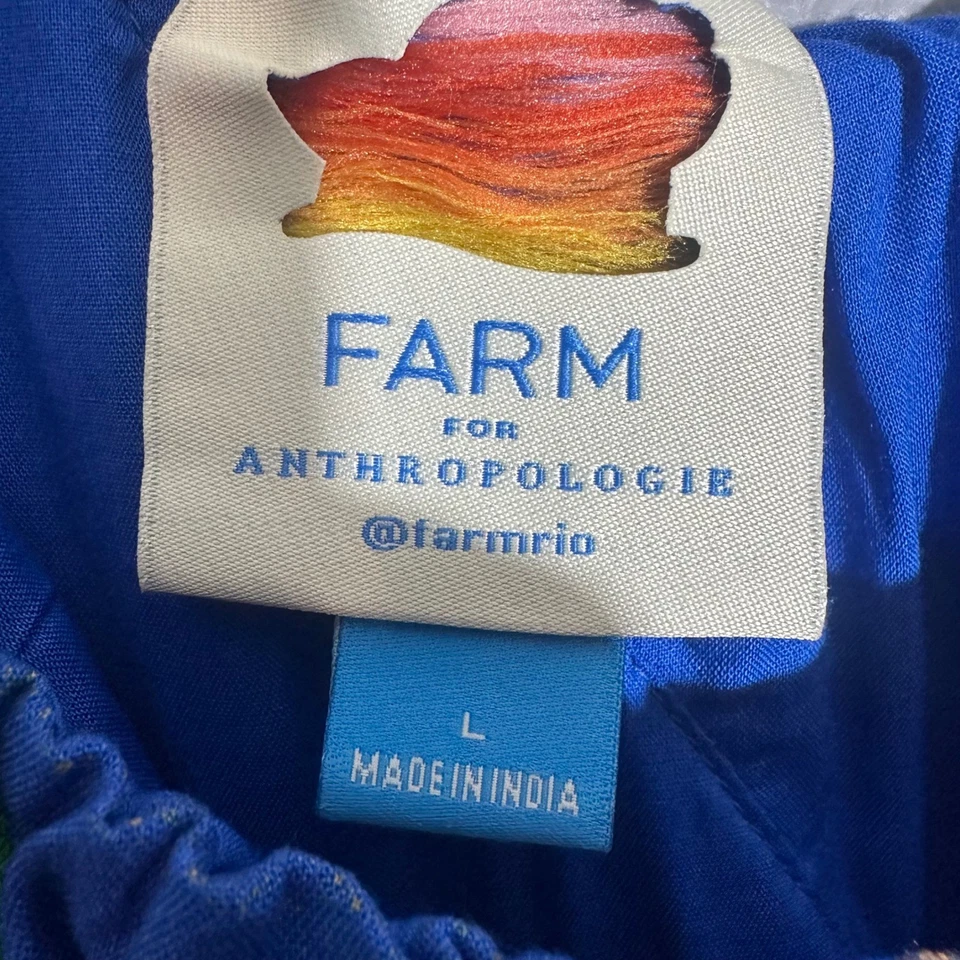 FARM
FOR
ANTHROPOLOGIE
@farmrio
L
MADE IN INDIA